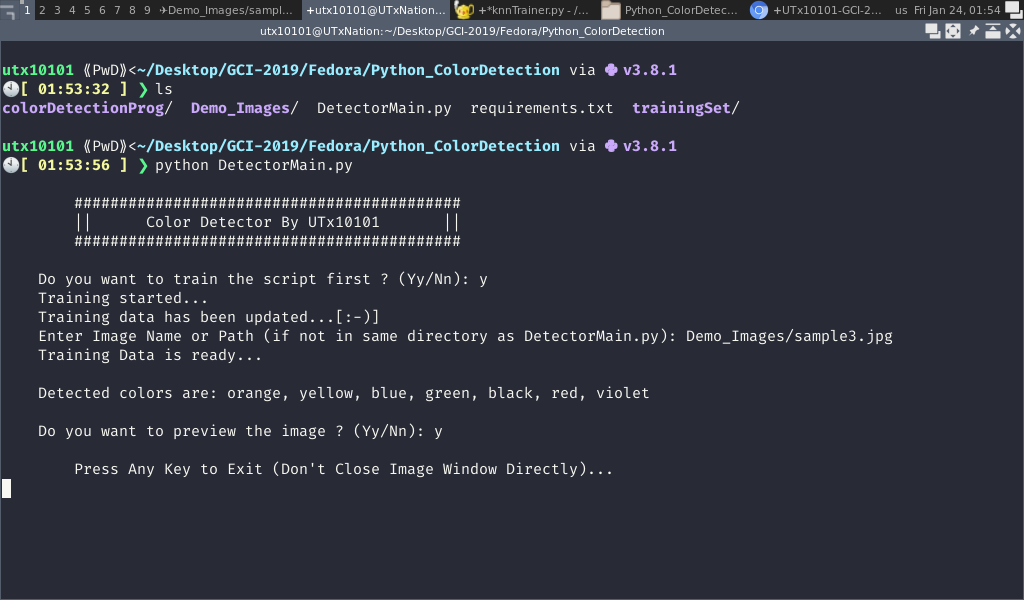 1 2 3 4 5 6 7 8 9 ✈Demo_Images/sampl... +utx10101@UTxNation... +*knnTrainer.py - /... Python_ColorDetec... +UTx10101-GCI-2... us Fri Jan 24, 01:54
utx10101@UTxNation:~/Desktop/GCI-2019/Fedora/Python_ColorDetection
utx10101 ⟪PwD⟫<~/Desktop/GCI-2019/Fedora/Python_ColorDetection via v3.8.1
[ 01:53:32 ] ❯ ls
colorDetectionProg/ Demo_Images/ DetectorMain.py requirements.txt trainingSet/
utx10101 ⟪PwD⟫<~/Desktop/GCI-2019/Fedora/Python_ColorDetection via v3.8.1
[ 01:53:56 ] ❯ python DetectorMain.py
###########################################
|| Color Detector By UTx10101 ||
###########################################
Do you want to train the script first ? (Yy/Nn): y
Training started...
Training data has been updated...[:-)]
Enter Image Name or Path (if not in same directory as DetectorMain.py): Demo_Images/sample3.jpg
Training Data is ready...
Detected colors are: orange, yellow, blue, green, black, red, violet
Do you want to preview the image ? (Yy/Nn): y
Press Any Key to Exit (Don't Close Image Window Directly)...